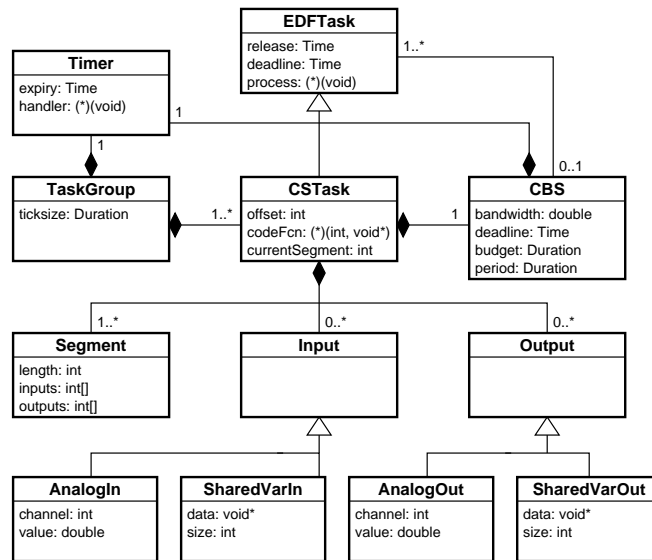 EDFTask
release: Time
deadline: Time
process: (*)(void)
1..*
Timer
expiry: Time
handler: (*)(void)
1
1
0..1
TaskGroup
ticksize: Duration
1..*
CSTask
offset: int
codeFcn: (*)(int, void*)
currentSegment: int
1
CBS
bandwidth: double
deadline: Time
budget: Duration
period: Duration
1..*
0..*
0..*
Segment
length: int
inputs: int[]
outputs: int[]
Input
Output
AnalogIn
channel: int
value: double
SharedVarIn
data: void*
size: int
AnalogOut
channel: int
value: double
SharedVarOut
data: void*
size: int